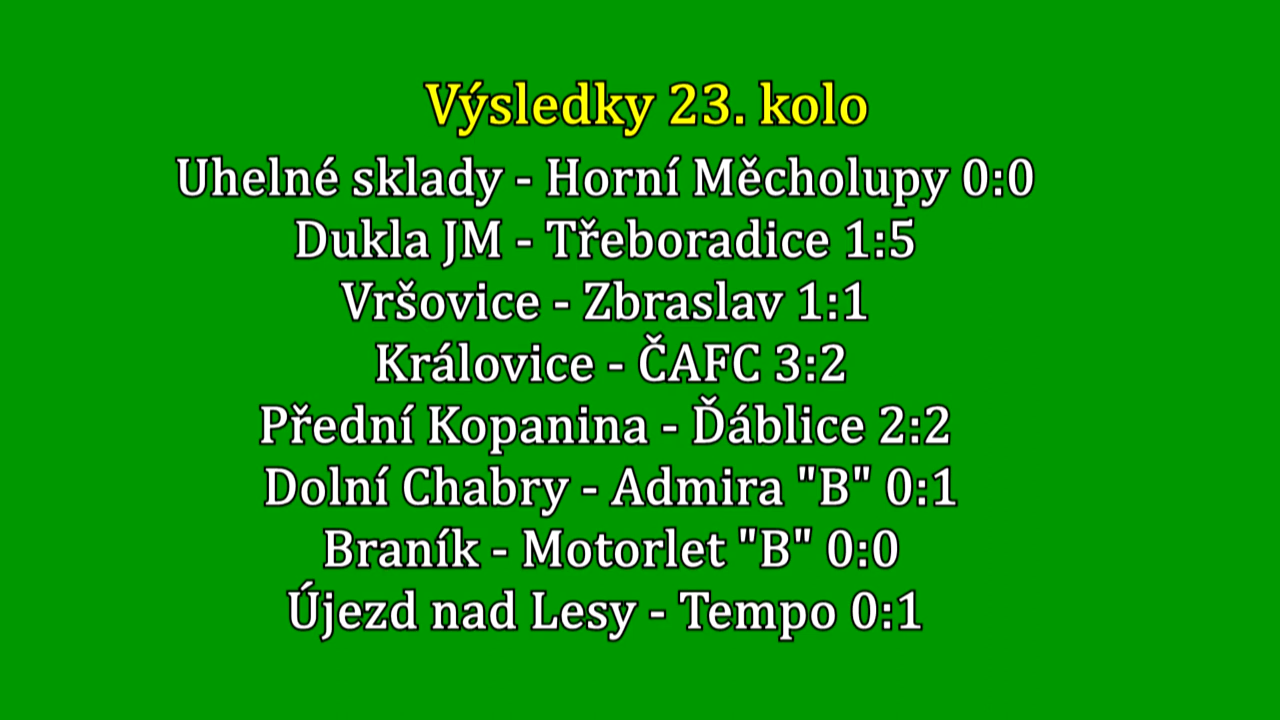 Výsledky 23. kolo
Uhelné sklady - Horní Měcholupy 0:0
Dukla JM - Třeboradice 1:5
Vršovice - Zbraslav 1:1
Královice - ČAFC 3:2
Přední Kopanina - Ďáblice 2:2
Dolní Chabry - Admira "B" 0:1
Braník - Motorlet "B" 0:0
Újezd nad Lesy - Tempo 0:1